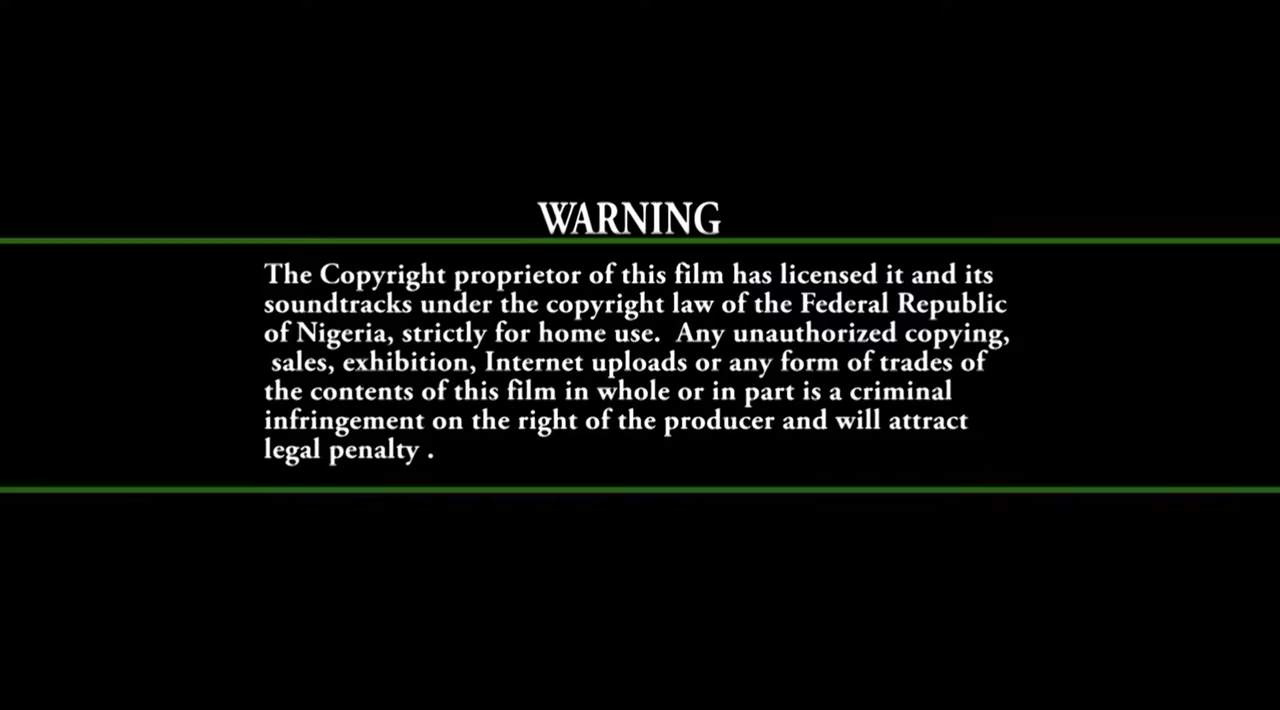 WARNING
The Copyright proprietor of this film has licensed it and its
soundtracks under the copyright law of the Federal Republic
of Nigeria, strictly for home use.  Any unauthorized copying,
sales, exhibition, Internet uploads or any form of trades of
the contents of this film in whole or in part is a criminal
infringement on the right of the producer and will attract
legal penalty .